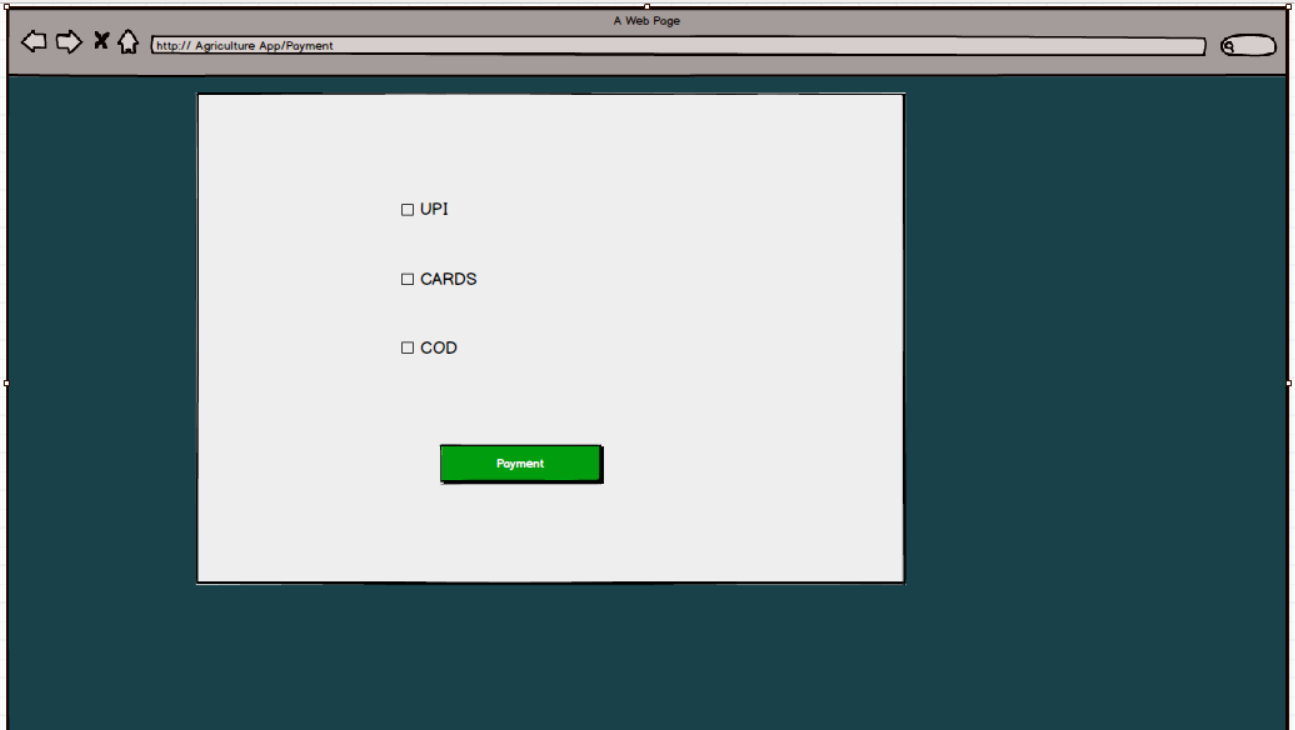 A Web Page
http:// Agriculture App/Payment
UPI
CARDS
COD
Payment